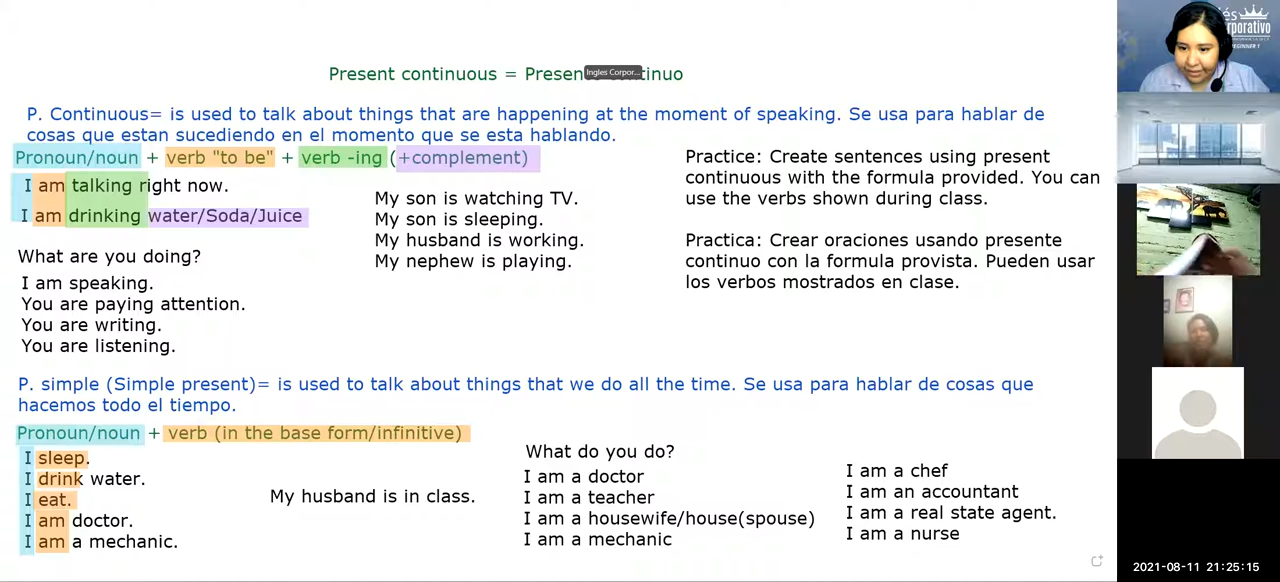 Present continuous = Presen tinuo
Ingles Corpor...
P. Continuous= is used to talk about things that are happening at the moment of speaking. Se usa para hablar de
cosas que estan sucediendo en el momento que se esta hablando.
Pronoun/noun + verb "to be" + verb -ing (+complement)
I am talking right now.
I am drinking water/Soda/Juice
What are you doing?
I am speaking.
You are paying attention.
You are writing.
You are listening.
My son is watching TV.
My son is sleeping.
My husband is working.
My nephew is playing.
Practice: Create sentences using present
continuous with the formula provided. You can
use the verbs shown during class.
Practica: Crear oraciones usando presente
continuo con la formula provista. Pueden usar
los verbos mostrados en clase.
P. simple (Simple present)= is used to talk about things that we do all the time. Se usa para hablar de cosas que
hacemos todo el tiempo.
Pronoun/noun + verb (in the base form/infinitive)
I sleep.
I drink water.
I eat.
I am doctor.
I am a mechanic.
My husband is in class.
What do you do?
I am a doctor
I am a teacher
I am a housewife/house(spouse)
I am a mechanic
I am a chef
I am an accountant
I am a real state agent.
I am a nurse
és
rporativo
BEGINNER 1
2021-08-11 21:25:15